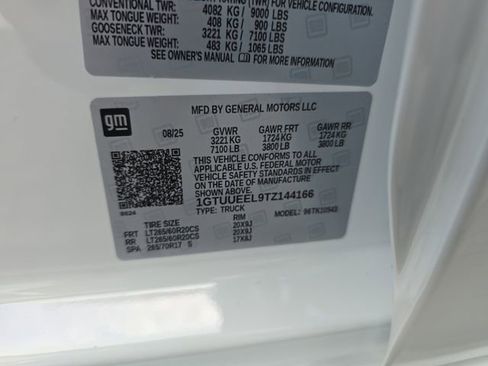 CONVENTIONAL TWR: 4082 KG / 9000 LBS
MAX TONGUE WEIGHT: 408 KG / 900 LBS
GOOSENECK TWR: 3221 KG / 7100 LBS
MAX TONGUE WEIGHT: 483 KG / 1065 LBS
SEE OWNER'S MANUAL FOR MORE INFORMATION
gm
MFD BY GENERAL MOTORS LLC
08/25 GVWR GAWR FRT GAWR RR
3221 KG 1724 KG 1724 KG
7100 LB 3800 LB 3800 LB
THIS VEHICLE CONFORMS TO ALL
APPLICABLE U.S. FEDERAL MOTOR
VEHICLE SAFETY STANDARDS IN EFFECT
ON THE DATE OF MANUFACTURE SHOWN ABOVE.
1GTUUEEL9TZ144166
TYPE: TRUCK MODEL:
TIRE SIZE RIM
FRT LT265/60R20CS 20X9J
RR LT265/60R20CS 20X9J
SPA 265/70R17 S 17X8J